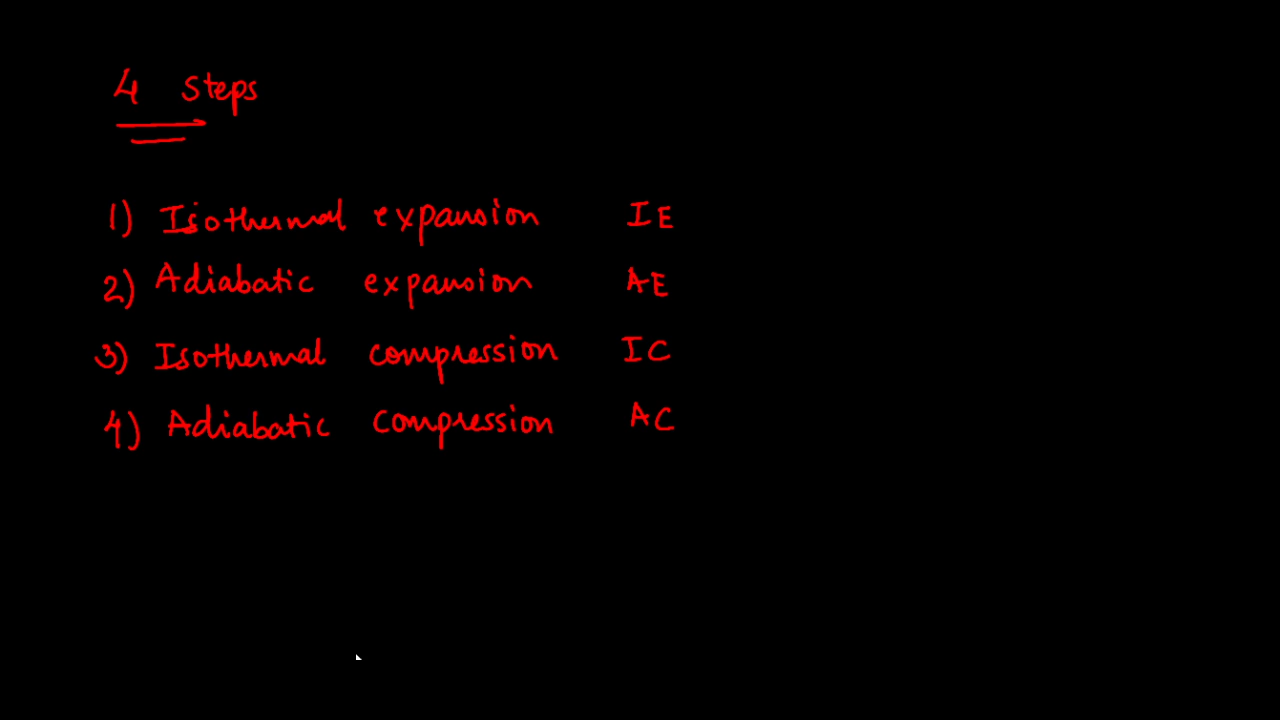 4 Steps
1) Isothermal expansion IE
2) Adiabatic expansion AE
3) Isothermal compression IC
4) Adiabatic compression AC